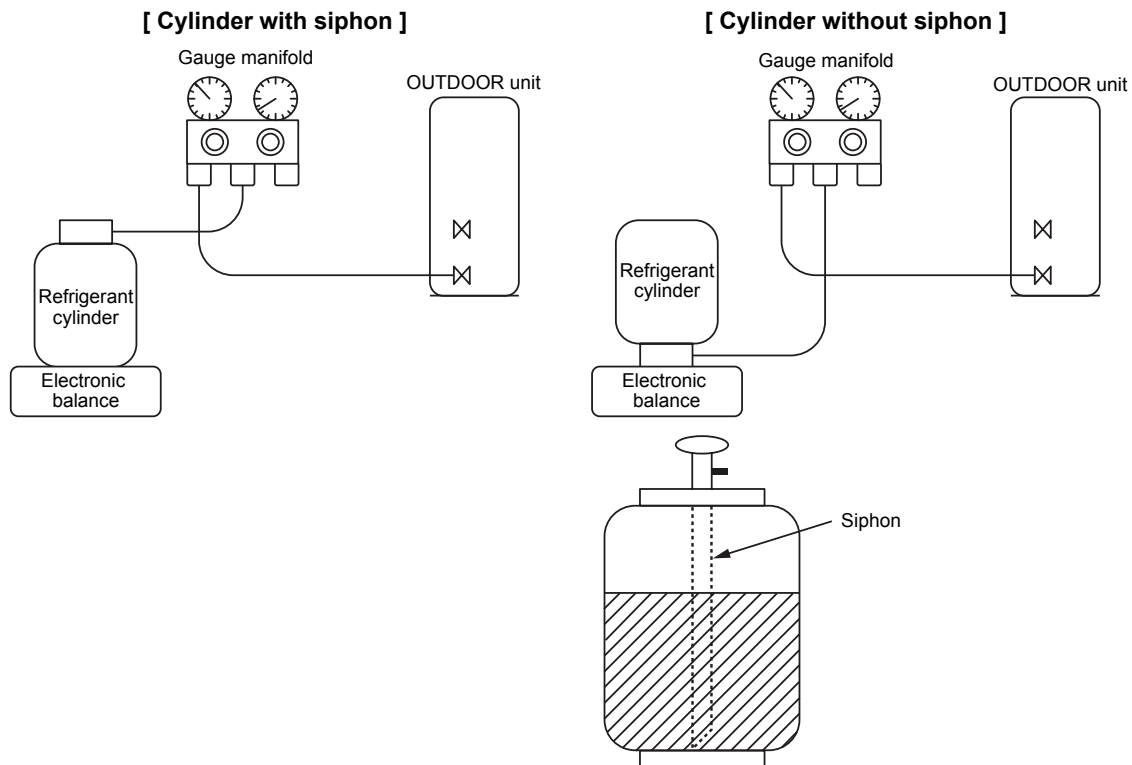 [ Cylinder with siphon ]
Gauge manifold
OUTDOOR unit
Refrigerant
cylinder
Electronic
balance
[ Cylinder without siphon ]
Gauge manifold
OUTDOOR unit
Refrigerant
cylinder
Electronic
balance
Siphon